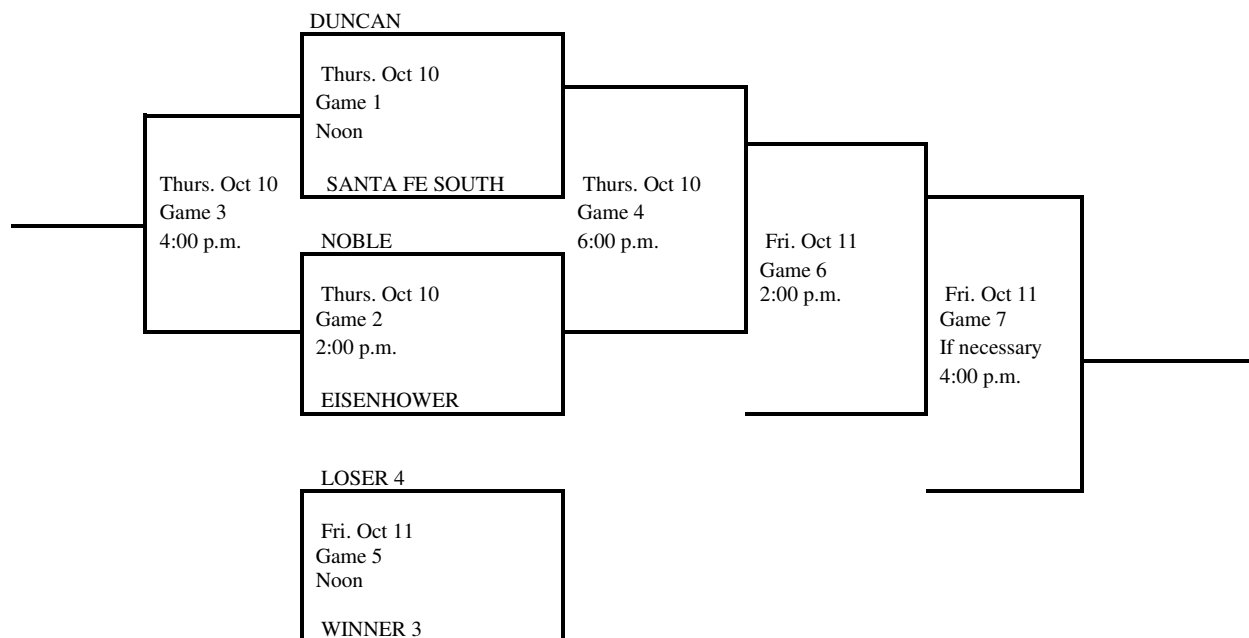 DUNCAN
Thurs. Oct 10
Game 1
Noon
SANTA FE SOUTH
Thurs. Oct 10
Game 3
4:00 p.m.
NOBLE
Thurs. Oct 10
Game 2
2:00 p.m.
EISENHOWER
Thurs. Oct 10
Game 4
6:00 p.m.
Fri. Oct 11
Game 6
2:00 p.m.
Fri. Oct 11
Game 7
If necessary
4:00 p.m.
LOSER 4
Fri. Oct 11
Game 5
Noon
WINNER 3